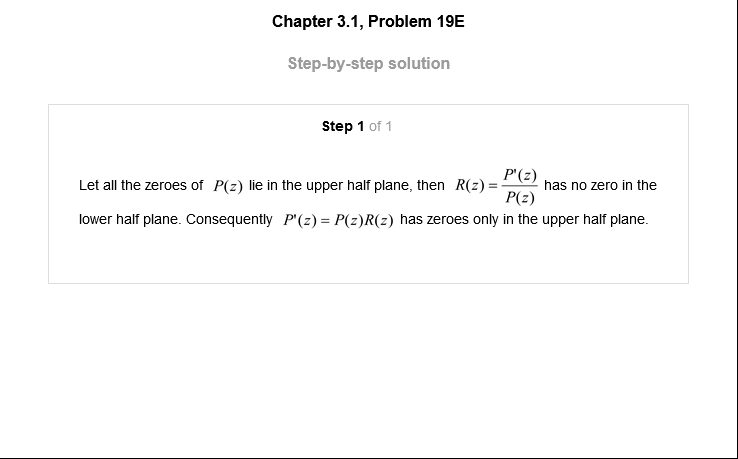 Chapter 3.1, Problem 19E
Step-by-step solution
Step 1 of 1
Let all the zeroes of P(z) lie in the upper half plane, then R(z) = P'(z)/P(z) has no zero in the
lower half plane. Consequently P'(z) = P(z)R(z) has zeroes only in the upper half plane.